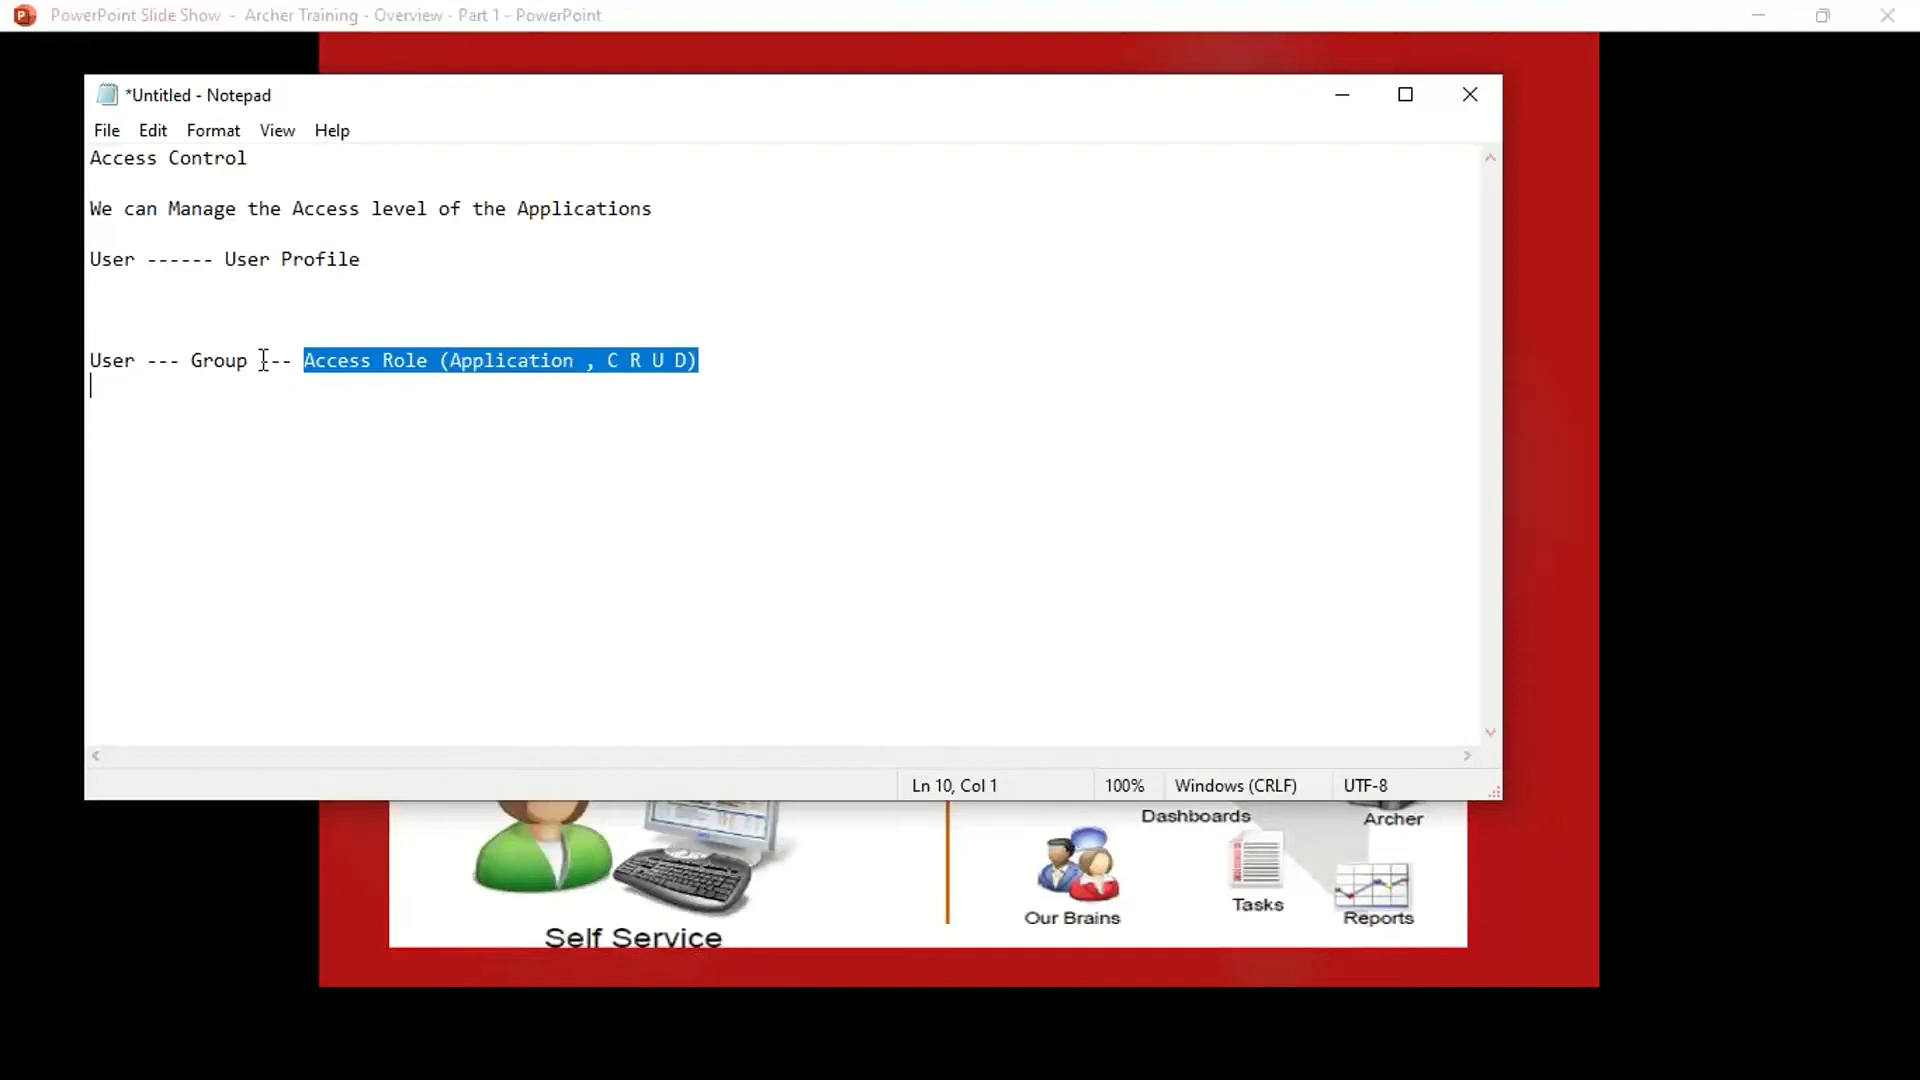 PowerPoint Slide Show - Archer Training - Overview - Part 1 - PowerPoint
*Untitled - Notepad
File Edit Format View Help
Access Control
We can Manage the Access level of the Applications
User ------ User Profile
User --- Group --- Access Role (Application , C R U D)
Ln 10, Col 1 100% Windows (CRLF) UTF-8
Dashboards
Archer
Our Brains
Tasks
Reports
Self Service